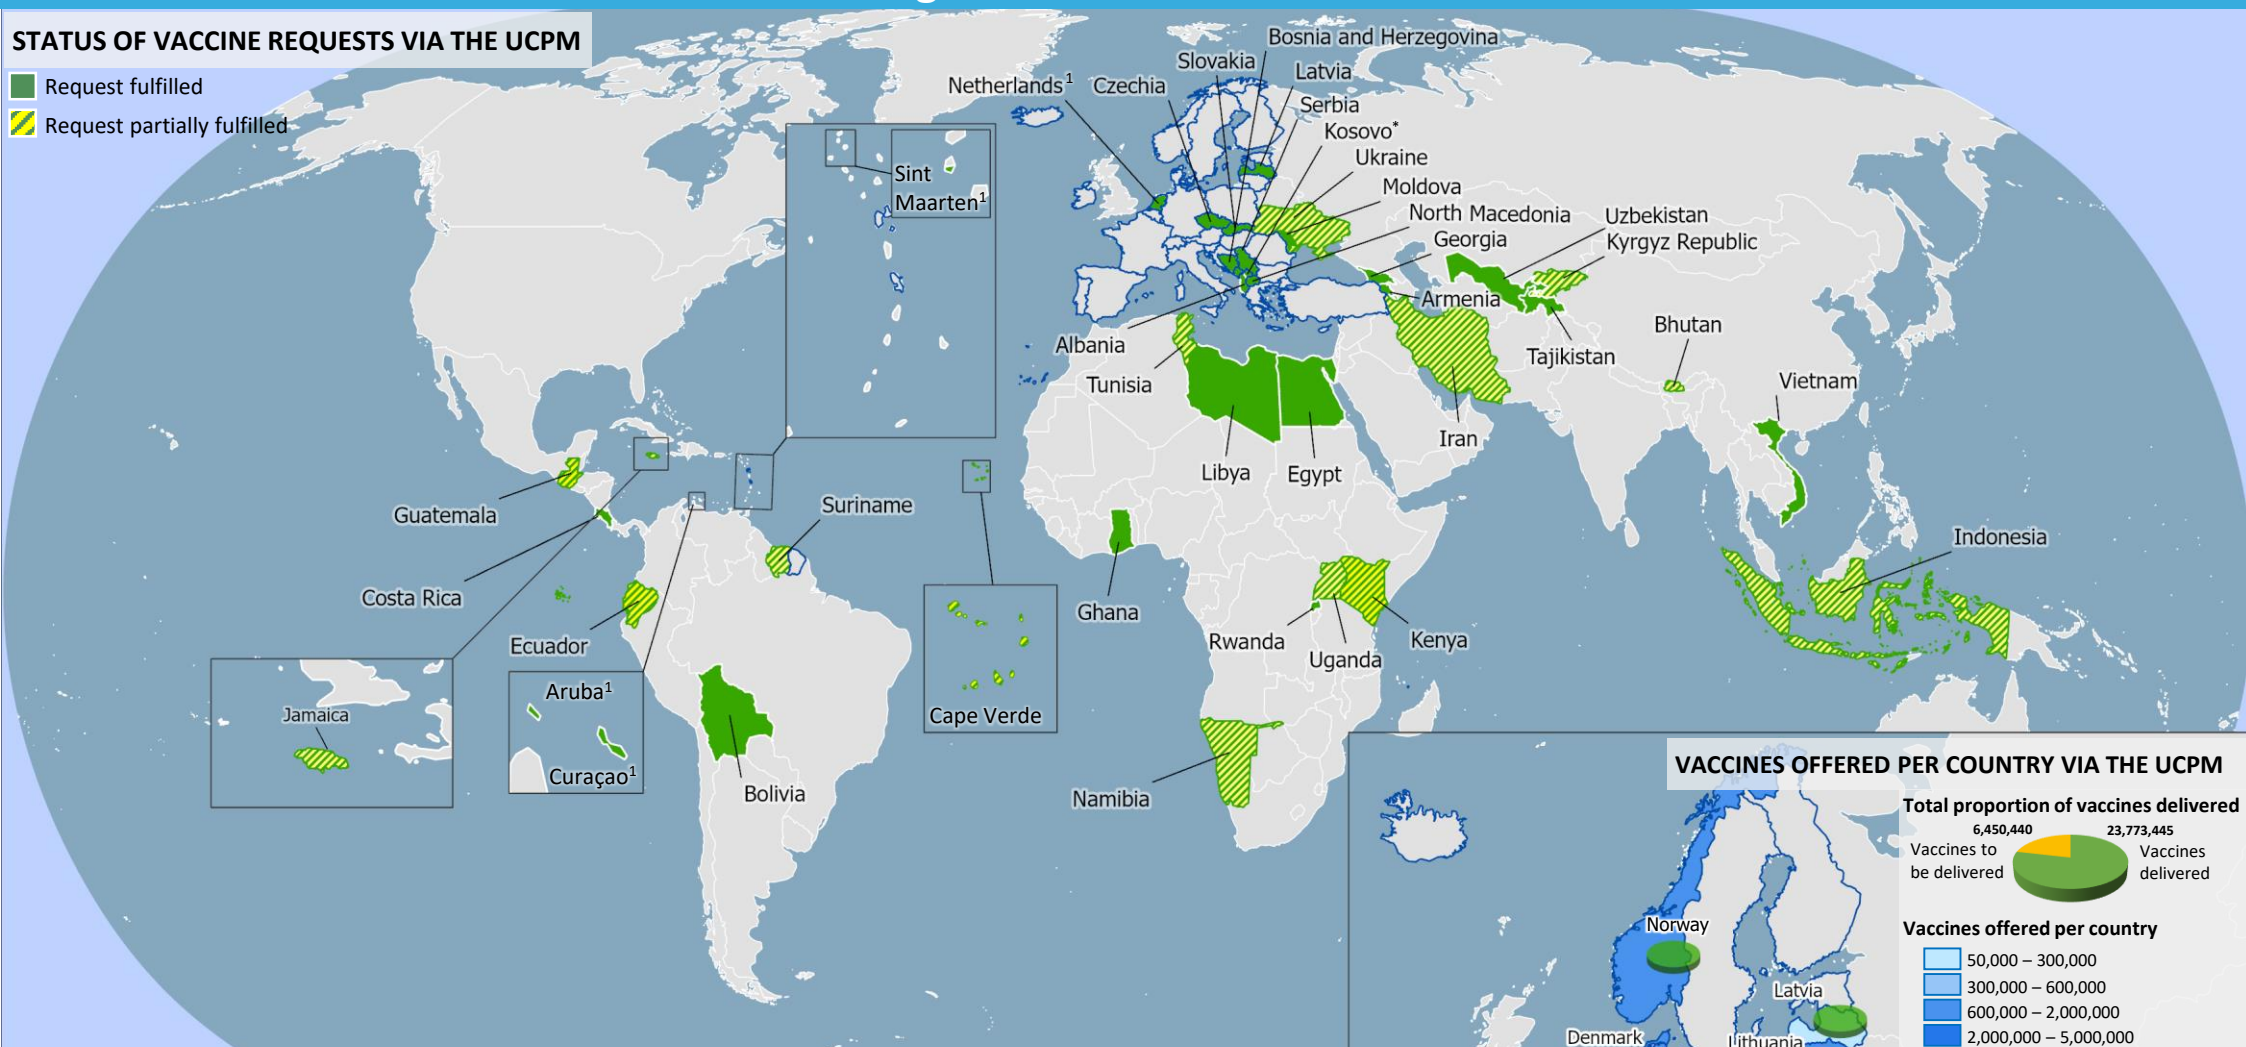 STATUS OF VACCINE REQUESTS VIA THE UCPM
Request fulfilled
Request partially fulfilled
Bosnia and Herzegovina
Slovakia
Latvia
Netherlands¹
Czechia
Serbia
Kosovo*
Ukraine
Moldova
North Macedonia
Georgia
Uzbekistan
Kyrgyz Republic
Armenia
Albania
Tunisia
Tajikistan
Bhutan
Vietnam
Iran
Libya
Egypt
Sint
Maarten¹
Guatemala
Suriname
Costa Rica
Ecuador
Ghana
Rwanda
Uganda
Kenya
Indonesia
Jamaica
Aruba¹
Curaçao¹
Cape Verde
Bolivia
Namibia
VACCINES OFFERED PER COUNTRY VIA THE UCPM
Total proportion of vaccines delivered
6,450,440
23,773,445
Vaccines to
be delivered
Vaccines
delivered
Vaccines offered per country
50,000 – 300,000
300,000 – 600,000
600,000 – 2,000,000
2,000,000 – 5,000,000
Norway
Latvia
Denmark
Lithuania